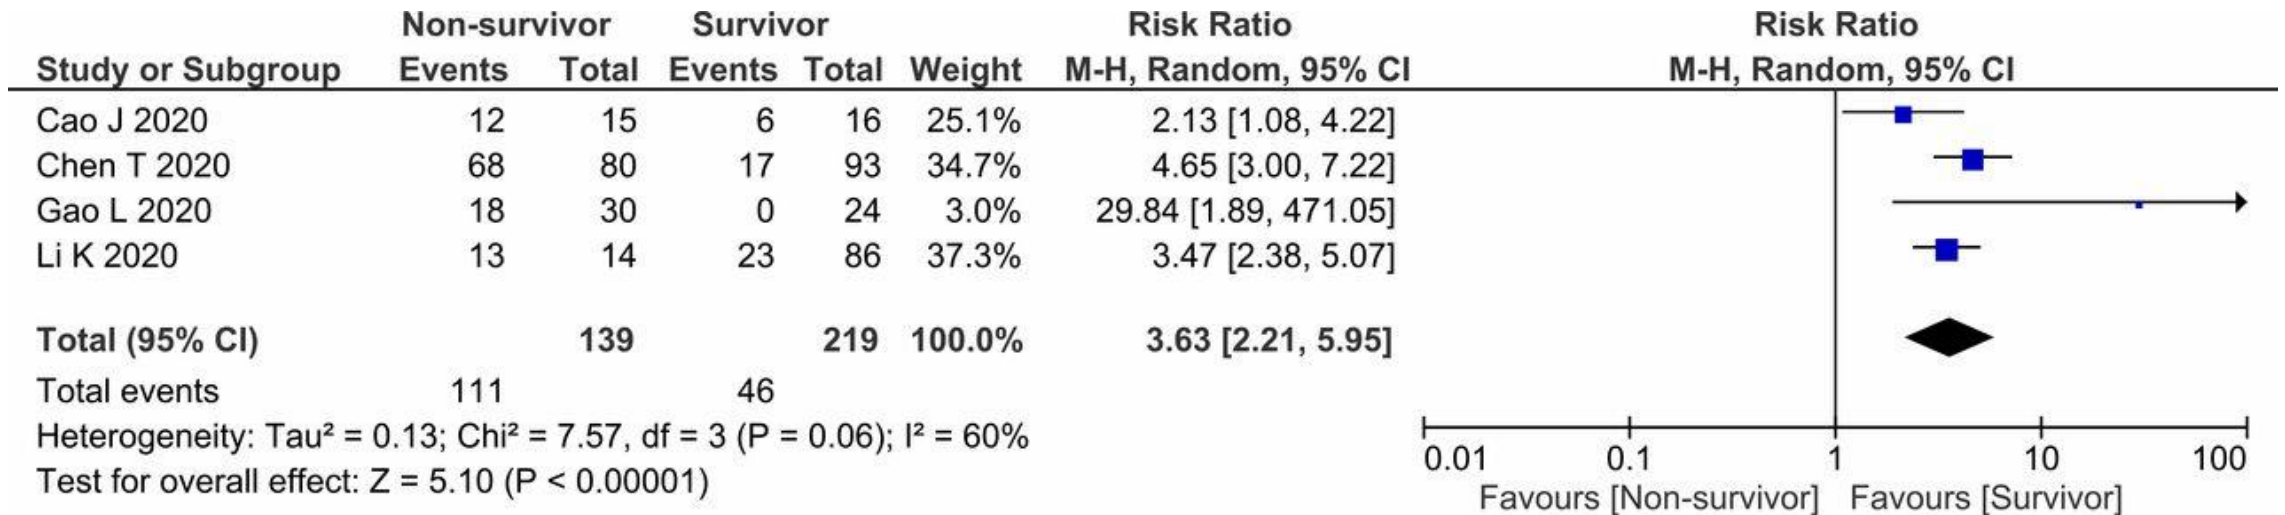 Non-survivor Survivor Risk Ratio Risk Ratio
Study or Subgroup Events Total Events Total Weight M-H, Random, 95% CI M-H, Random, 95% CI
Cao J 2020 12 15 6 16 25.1% 2.13 [1.08, 4.22]
Chen T 2020 68 80 17 93 34.7% 4.65 [3.00, 7.22]
Gao L 2020 18 30 0 24 3.0% 29.84 [1.89, 471.05]
Li K 2020 13 14 23 86 37.3% 3.47 [2.38, 5.07]
Total (95% CI) 139 219 100.0% 3.63 [2.21, 5.95]
Total events 111 46
Heterogeneity: Tau² = 0.13; Chi² = 7.57, df = 3 (P = 0.06); I² = 60%
Test for overall effect: Z = 5.10 (P < 0.00001)
0.01 0.1 1 10 100
Favours [Non-survivor] Favours [Survivor]